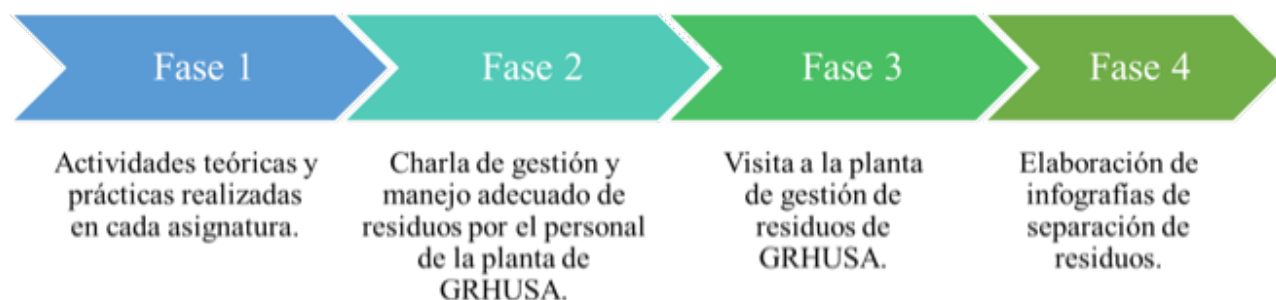 Fase 1
Fase 2
Fase 3
Fase 4
Actividades teóricas y
prácticas realizadas
en cada asignatura.
Charla de gestión y
manejo adecuado de
residuos por el personal
de la planta de
GRHUSA.
Visita a la planta
de gestión de
residuos de
GRHUSA.
Elaboración de
infografías de
separación de
residuos.